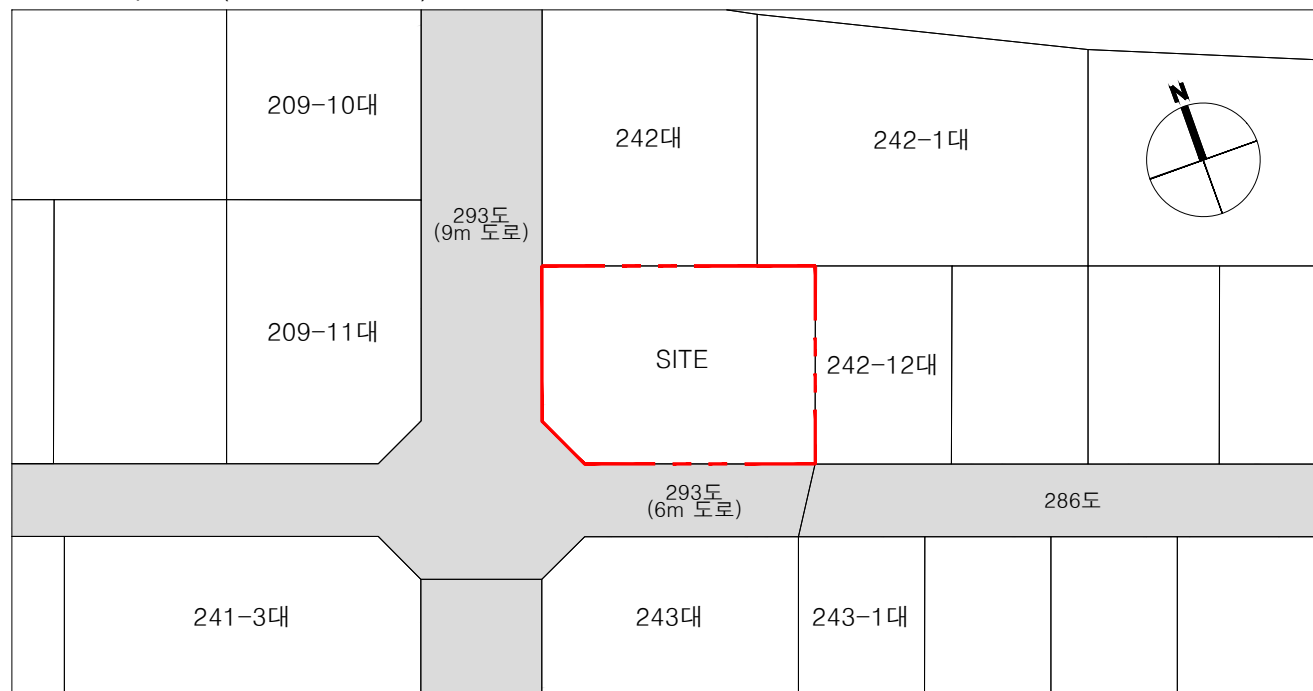 209-10대
242대
242-1대
N
293도
(9m 도로)
209-11대
SITE
242-12대
293도
(6m 도로)
286도
241-3대
243대
243-1대